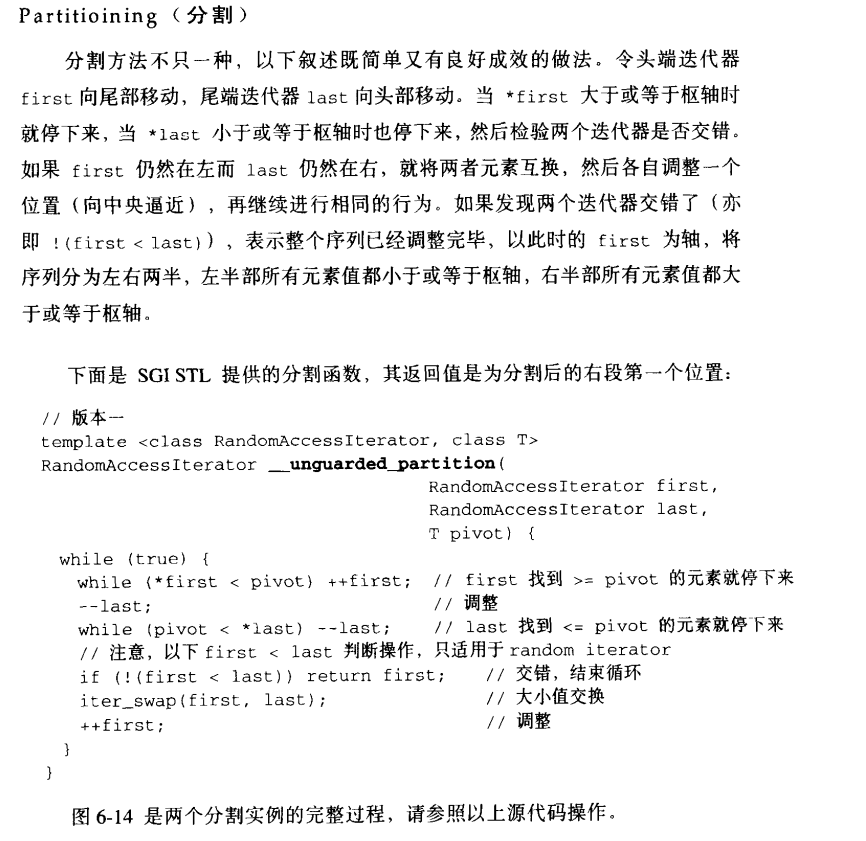 Partitioining（分割）
分割方法不只一种，以下叙述既简单又有良好成效的做法。令头端迭代器
first 向尾部移动，尾端迭代器 last 向头部移动。当 *first 大于或等于枢轴时
就停下来，当 *last 小于或等于枢轴时也停下来，然后检验两个迭代器是否交错。
如果 first 仍然在左而 last 仍然在右，就将两者元素互换，然后各自调整一个
位置（向中央逼近），再继续进行相同的行为。如果发现两个迭代器交错了（亦
即 !(first < last)），表示整个序列已经调整完毕，以此时的 first 为轴，将
序列分为左右两半，左半部所有元素值都小于或等于枢轴，右半部所有元素值都大
于或等于枢轴。
下面是 SGI STL 提供的分割函数，其返回值是为分割后的右段第一个位置：
// 版本一
template <class RandomAccessIterator, class T>
RandomAccessIterator __unguarded_partition(
RandomAccessIterator first,
RandomAccessIterator last,
T pivot) {
while (true) {
while (*first < pivot) ++first; // first 找到 >= pivot 的元素就停下来
--last; // 调整
while (pivot < *last) --last; // last 找到 <= pivot 的元素就停下来
// 注意，以下 first < last 判断操作，只适用于 random iterator
if (!(first < last)) return first; // 交错，结束循环
iter_swap(first, last); // 大小值交换
++first; // 调整
}
}
图 6-14 是两个分割实例的完整过程，请参照以上源代码操作。